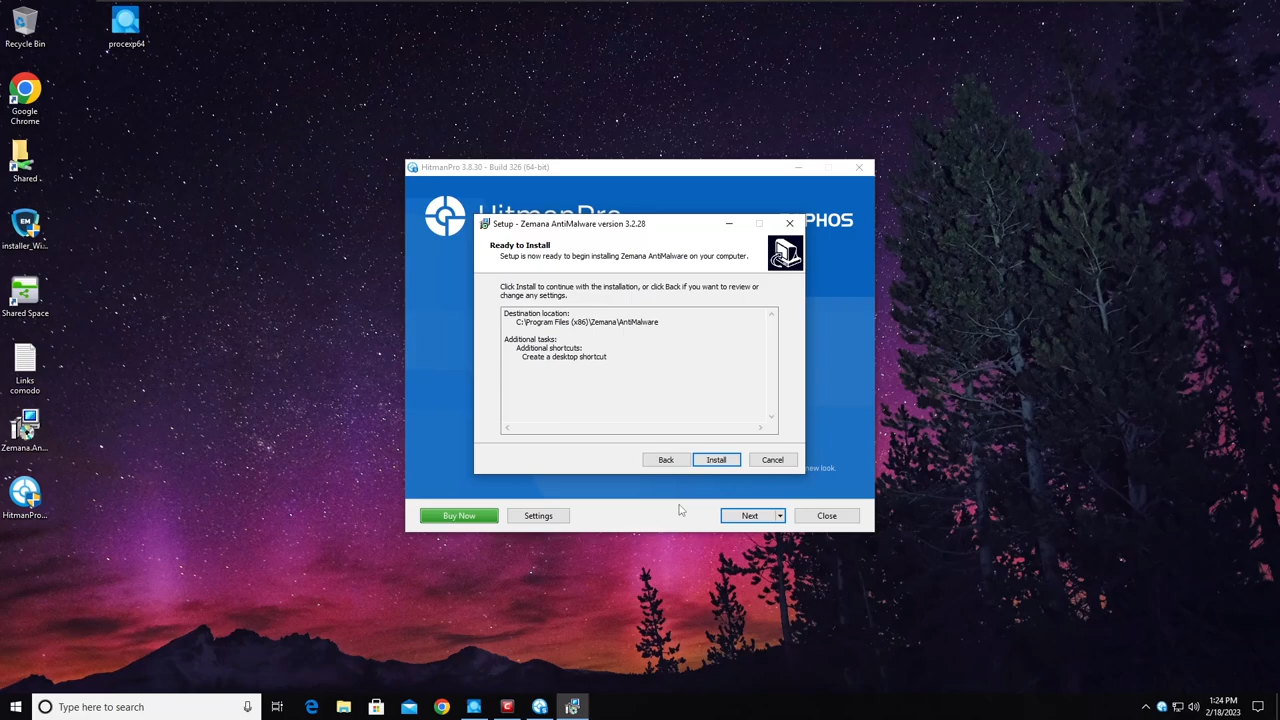 Recycle Bin
procexp64
Google
Chrome
Shared
installer_Wi...
Shared Space
Links
comodo
Zemana.An...
HitmanPro...
HitmanPro 3.8.30 - Build 326 (64-bit)
HitmanPro
PHOS
Setup - Zemana AntiMalware version 3.2.28
Ready to Install
Setup is now ready to begin installing Zemana AntiMalware on your computer.
Click Install to continue with the installation, or click Back if you want to review or
change any settings.
Destination location:
C:\Program Files (x86)\Zemana\AntiMalware
Additional tasks:
Additional shortcuts:
Create a desktop shortcut
Back
Install
Cancel
new look.
Buy Now
Settings
Next
Close
Type here to search
1:24 PM
2/18/2023